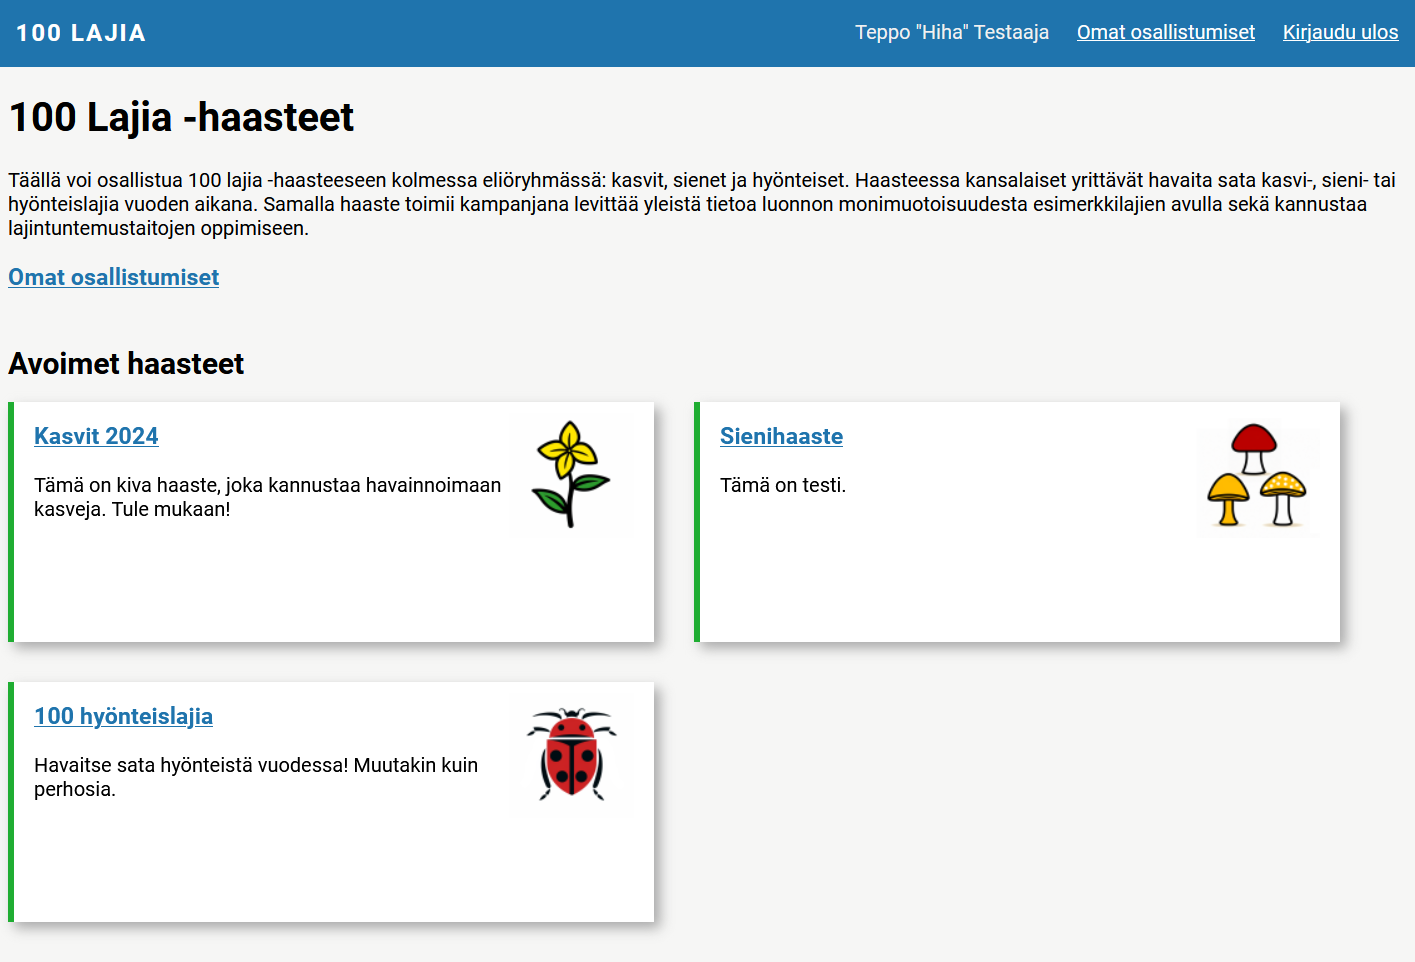 100 LAJIA
Teppo "Hiha" Testaaja
Omat osallistumiset
Kirjaudu ulos
100 Lajia -haasteet
Täällä voi osallistua 100 lajia -haasteeseen kolmessa eliöryhmässä: kasvit, sienet ja hyönteiset. Haasteessa kansalaiset yrittävät havaita sata kasvi-, sieni- tai
hyönteislajia vuoden aikana. Samalla haaste toimii kampanjana levittää yleistä tietoa luonnon monimuotoisuudesta esimerkkilajien avulla sekä kannustaa
lajintuntemustaitojen oppimiseen.
Omat osallistumiset
Avoimet haasteet
Kasvit 2024
Tämä on kiva haaste, joka kannustaa havainnoimaan
kasveja. Tule mukaan!
Sienihaaste
Tämä on testi.
100 hyönteislajia
Havaitse sata hyönteistä vuodessa! Muutakin kuin
perhosia.